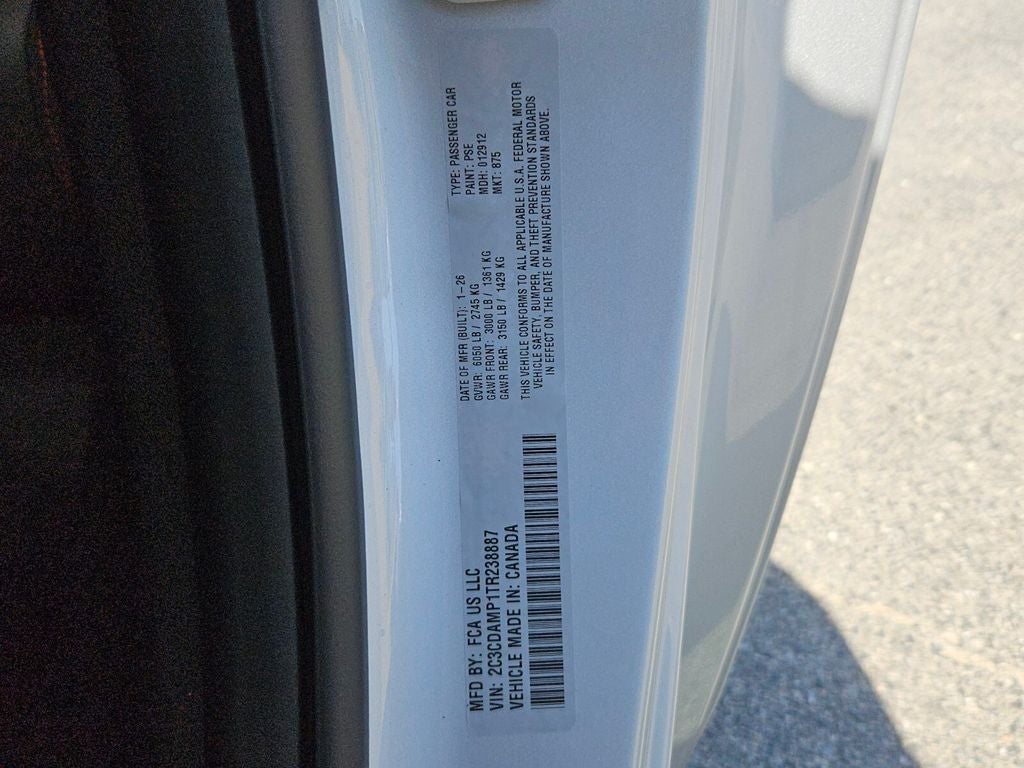 MFD BY: FCA US LLC
VIN: 2C3CDAMP1TR238887
VEHICLE MADE IN: CANADA
DATE OF MFR (BUILT): 1-26
GVWR: 6050 LB / 2745 KG
GAWR FRONT: 3000 LB / 1361 KG
GAWR REAR: 3150 LB / 1429 KG
TYPE: PASSENGER CAR
PAINT: PSE
MDH: 012912
MKT: 875
THIS VEHICLE CONFORMS TO ALL APPLICABLE U.S.A. FEDERAL MOTOR
VEHICLE SAFETY, BUMPER, AND THEFT PREVENTION STANDARDS
IN EFFECT ON THE DATE OF MANUFACTURE SHOWN ABOVE.